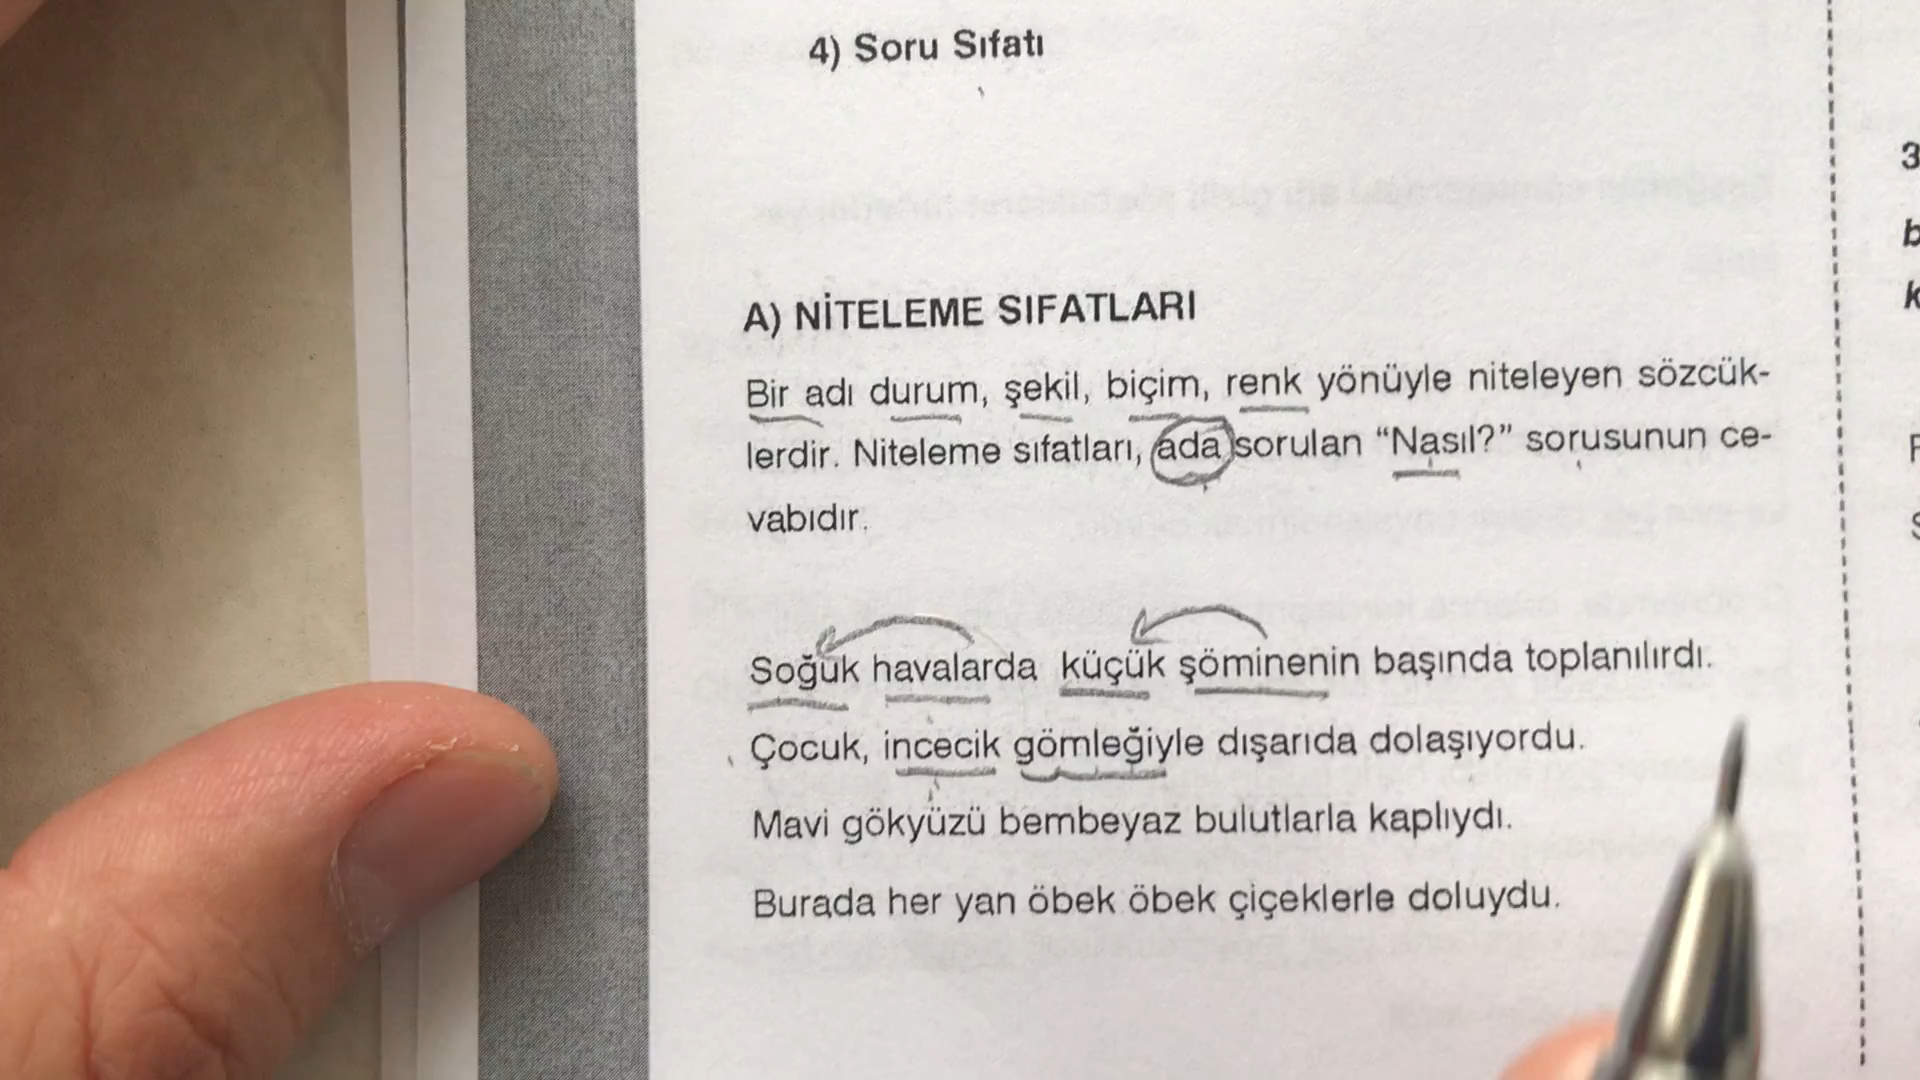 4) Soru Sıfatı
A) NİTELEME SIFATLARI
Bir adı durum, şekil, biçim, renk yönüyle niteleyen sözcük-
lerdir. Niteleme sıfatları, ada sorulan “Nasıl?” sorusunun ce-
vabıdır.
Soğuk havalarda küçük şöminenin başında toplanılırdı.
Çocuk, incecik gömleğiyle dışarıda dolaşıyordu.
Mavi gökyüzü bembeyaz bulutlarla kaplıydı.
Burada her yan öbek öbek çiçeklerle doluydu.
3
b
k